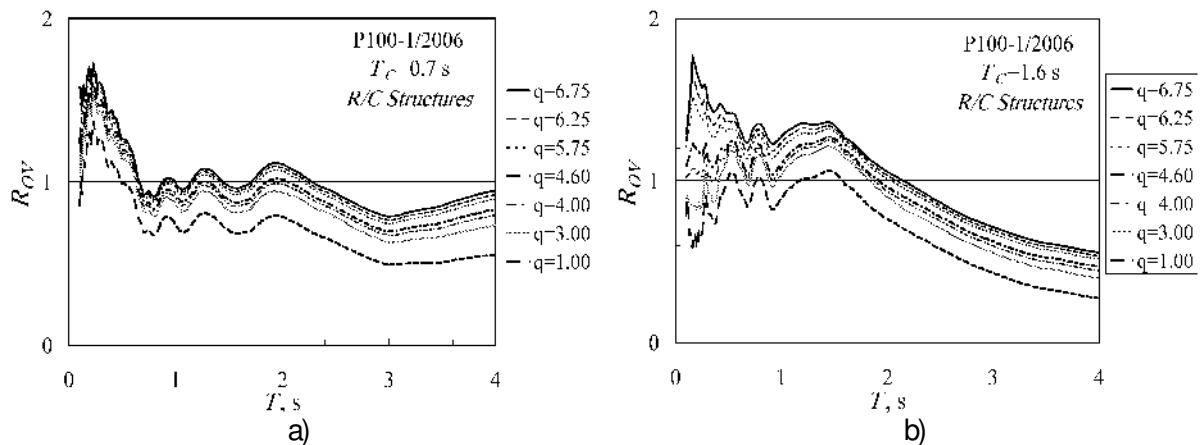 2
P100-1/2006
T_C=0.7 s
R/C Structures
R_OV
1
0
0
1
2
3
4
T, s
a)
q=6.75
q=6.25
q=5.75
q=4.60
q=4.00
q=3.00
q=1.00
2
P100-1/2006
T_C=1.6 s
R/C Structures
R_OV
1
0
0
1
2
3
4
T, s
b)
q=6.75
q=6.25
q=5.75
q=4.60
q=4.00
q=3.00
q=1.00